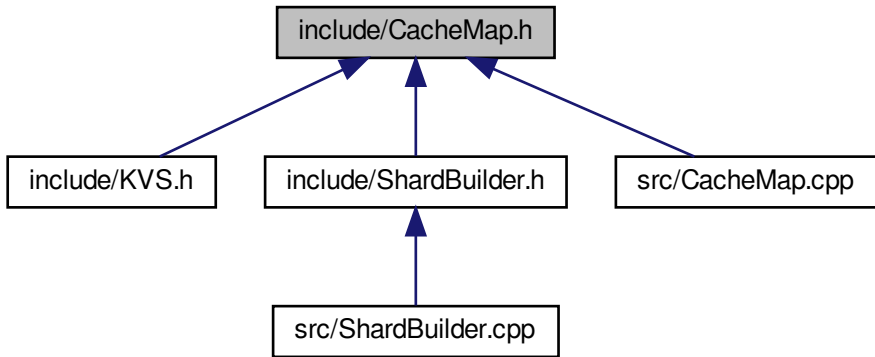 include/CacheMap.h
include/KVS.h
include/ShardBuilder.h
src/CacheMap.cpp
src/ShardBuilder.cpp